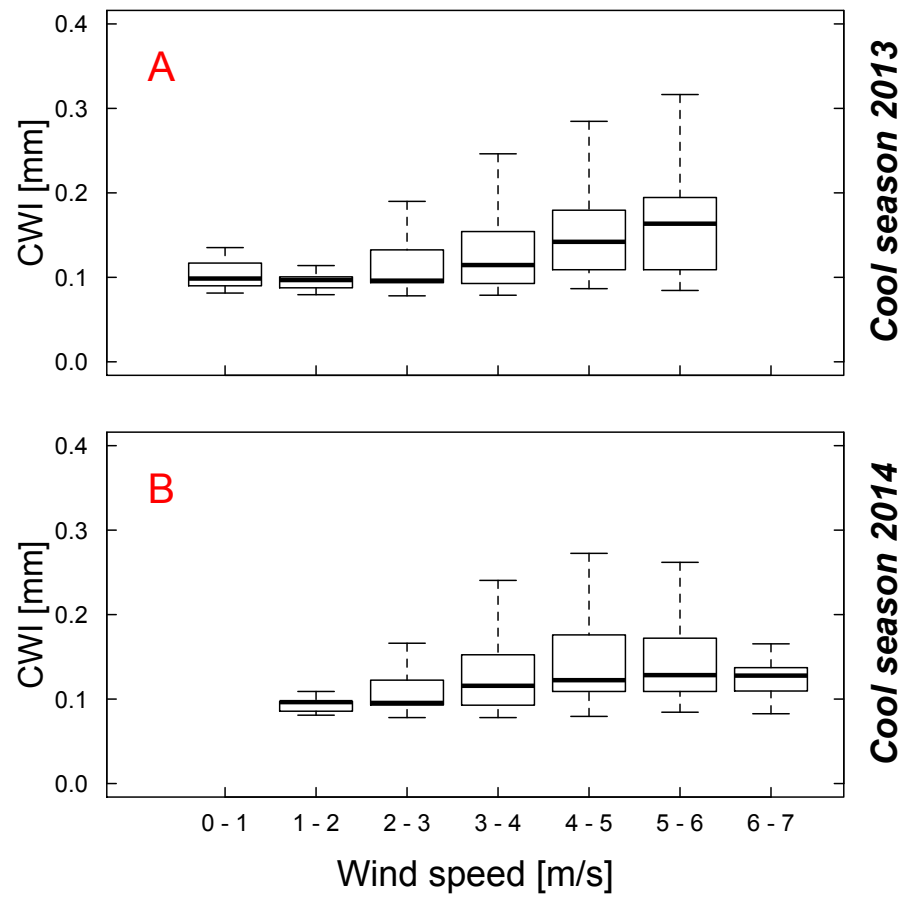 A
0.4
0.3
0.2
0.1
0.0
CWI [mm]
Cool season 2013
B
0.4
0.3
0.2
0.1
0.0
CWI [mm]
Cool season 2014
0 - 1 1 - 2 2 - 3 3 - 4 4 - 5 5 - 6 6 - 7
Wind speed [m/s]